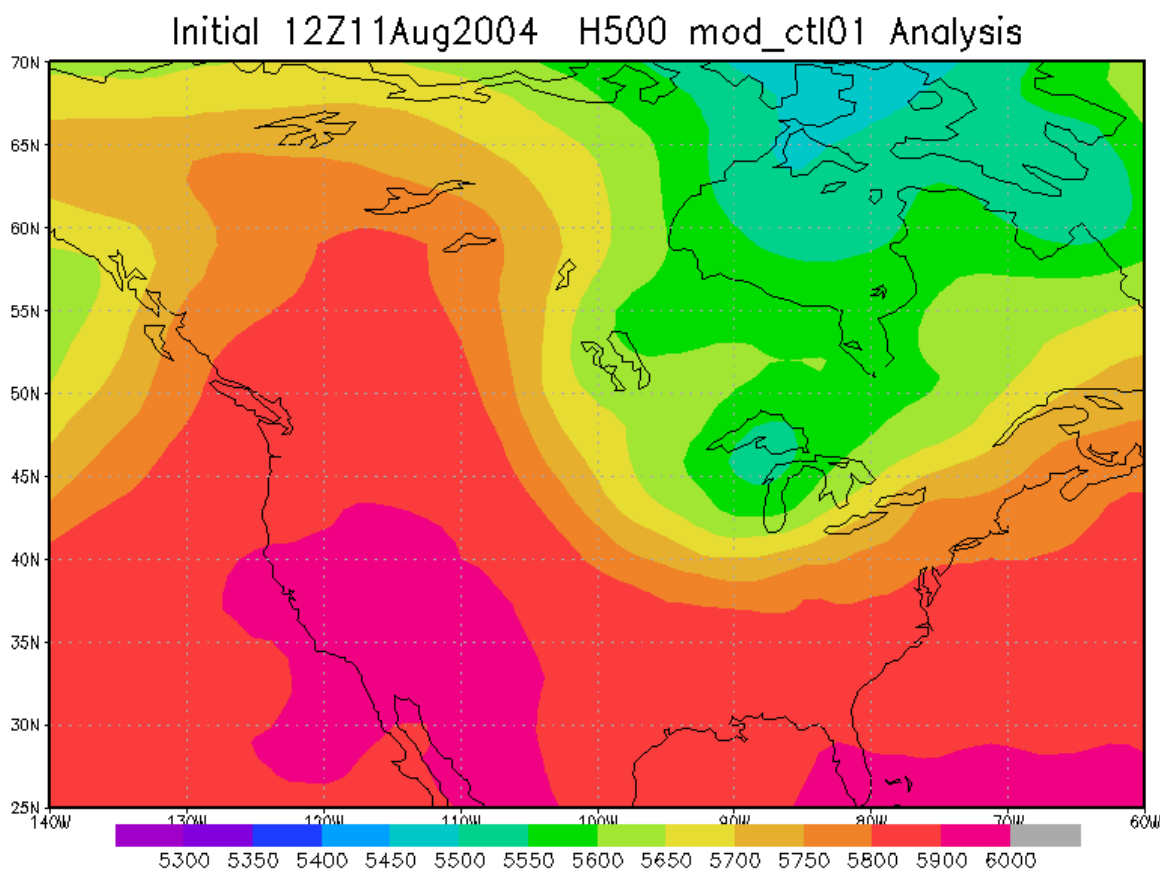 Initial 12Z11Aug2004 H500 mod_ctl01 Analysis
70N
65N
60N
55N
50N
45N
40N
35N
30N
25N
140W 130W 120W 110W 100W 90W 80W 70W 60W
5300 5350 5400 5450 5500 5550 5600 5650 5700 5750 5800 5900 6000